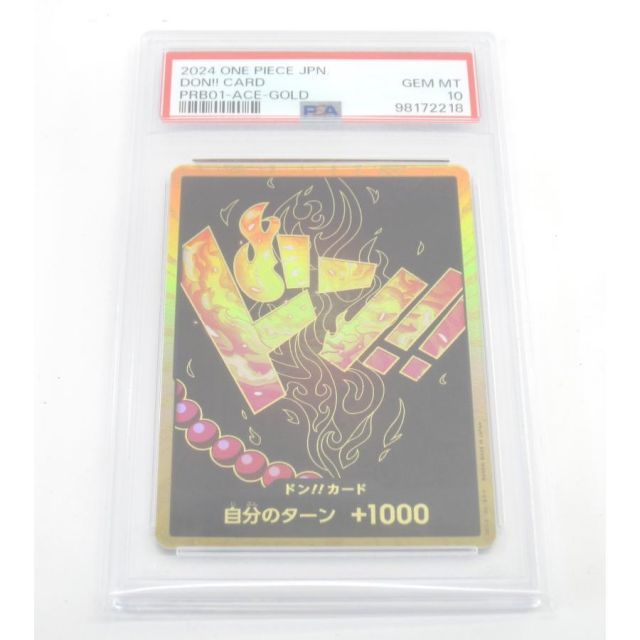 2024 ONE PIECE JPN.
DON!! CARD
PRB01-ACE-GOLD
GEM MT
10
98172218
PSA
ドン!!
ドン!!カード
自分のターン +1000